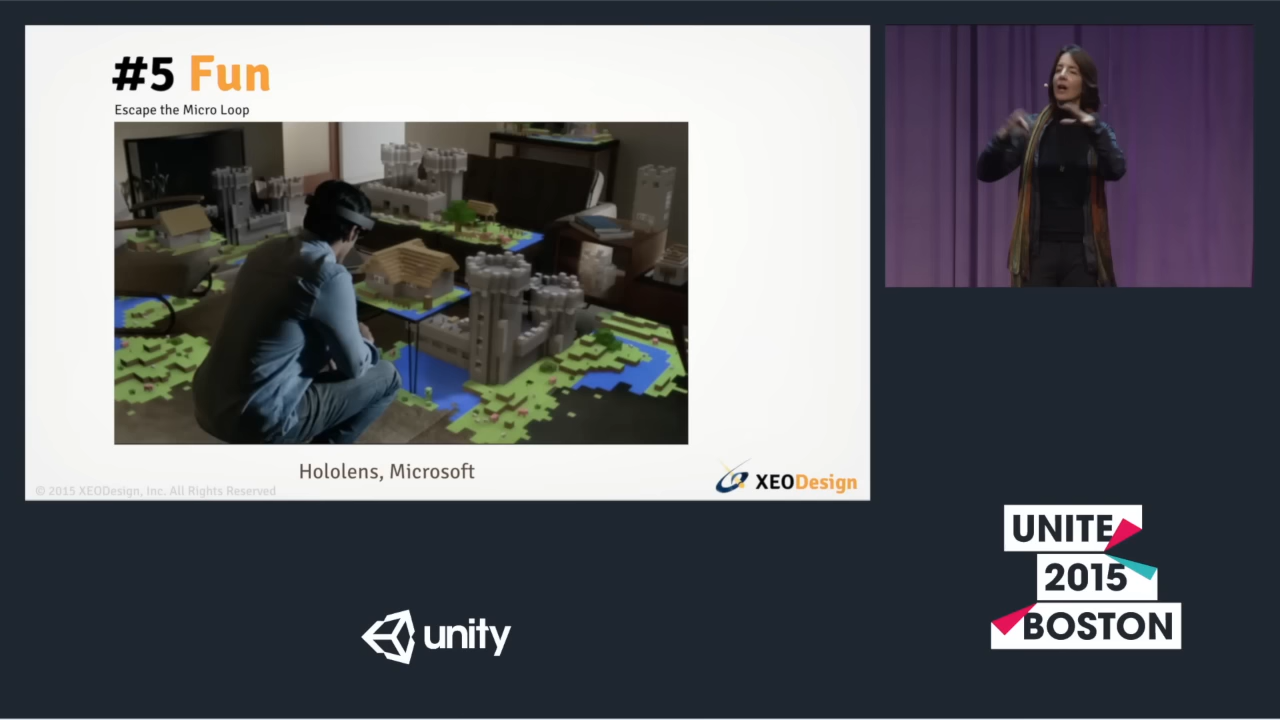 #5 Fun
Escape the Micro Loop
Hololens, Microsoft
© 2015 XEODesign, Inc. All Rights Reserved
XEODesign
unity
UNITE
2015
BOSTON